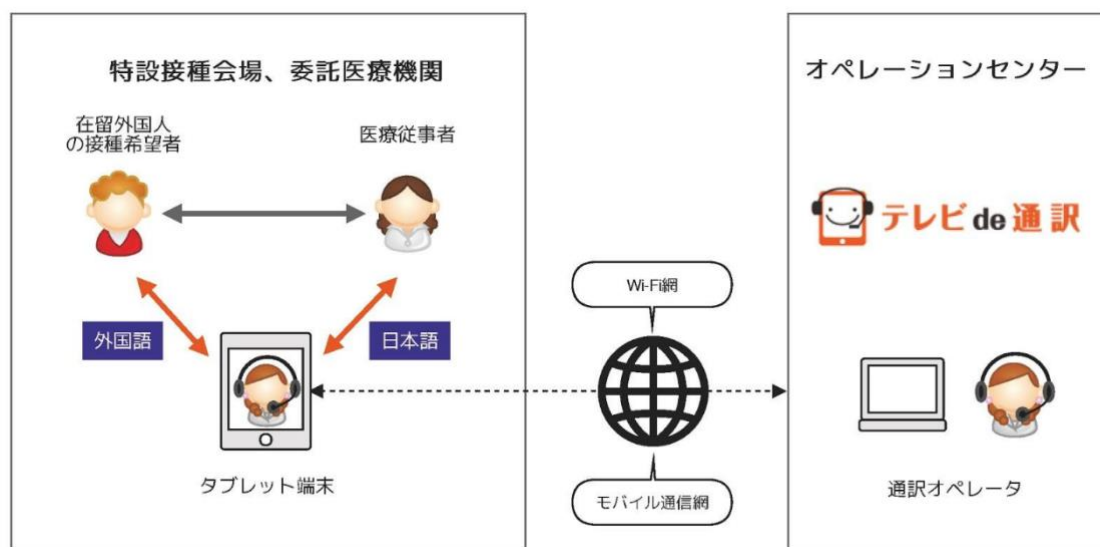 特設接種会場、委託医療機関
在留外国人
の接種希望者
医療従事者
外国語
日本語
タブレット端末
Wi-Fi網
モバイル通信網
オペレーションセンター
テレビde通訳
通訳オペレータ